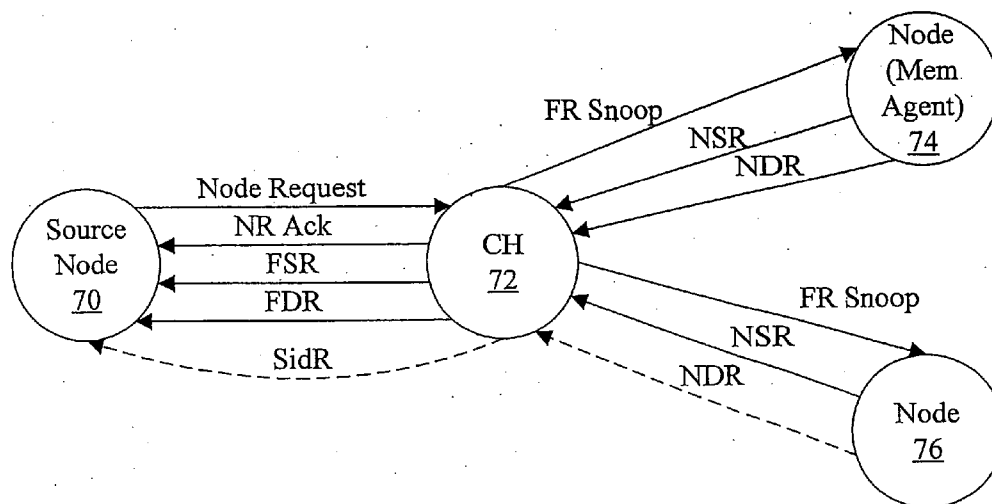 Node
(Mem
Agent)
74
FR Snoop
NSR
NDR
Node Request
NR Ack
FSR
FDR
SidR
Source
Node
70
CH
72
FR Snoop
NSR
NDR
Node
76